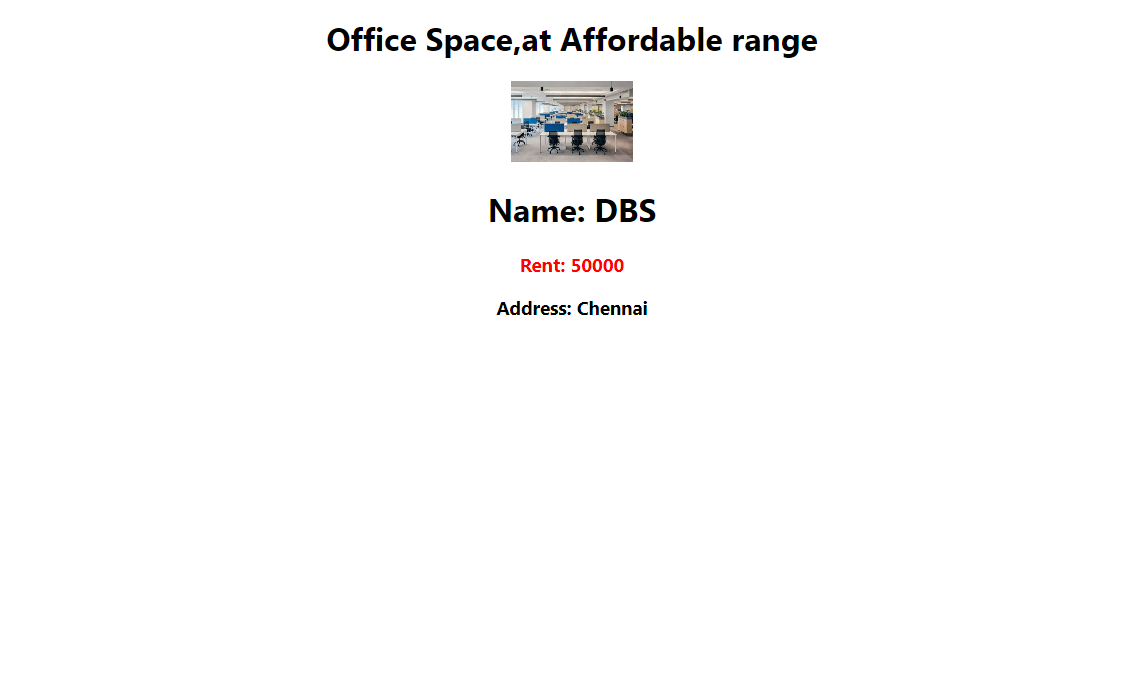 Office Space,at Affordable range
Name: DBS
Rent: 50000
Address: Chennai